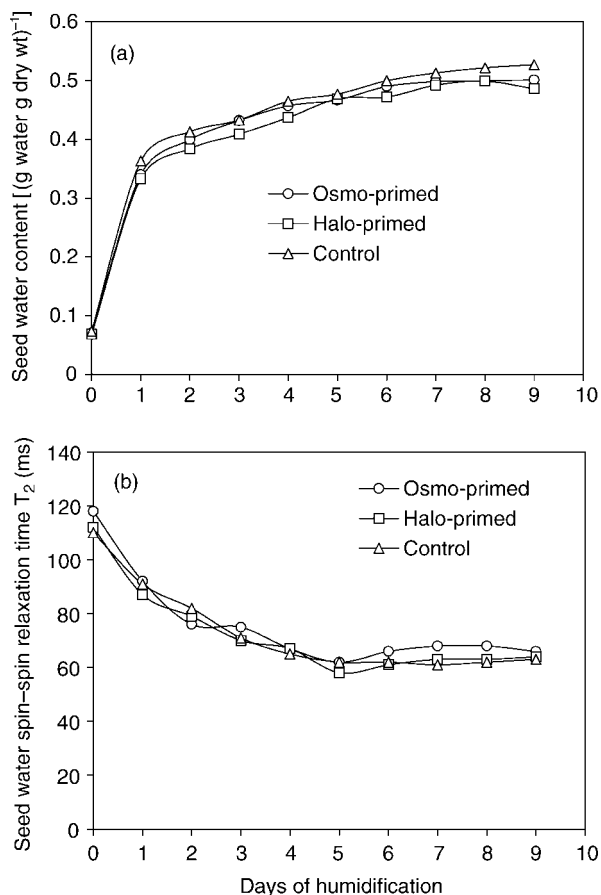 Seed water content [(g water g dry wt)⁻¹
0.6
0.5
0.4
0.3
0.2
0.1
0
(a)
Osmo-primed
Halo-primed
Control
0 1 2 3 4 5 6 7 8 9 10
Seed water spin–spin relaxation time T₂ (ms)
140
120
100
80
60
40
20
0
(b)
Osmo-primed
Halo-primed
Control
0 1 2 3 4 5 6 7 8 9 10
Days of humidification